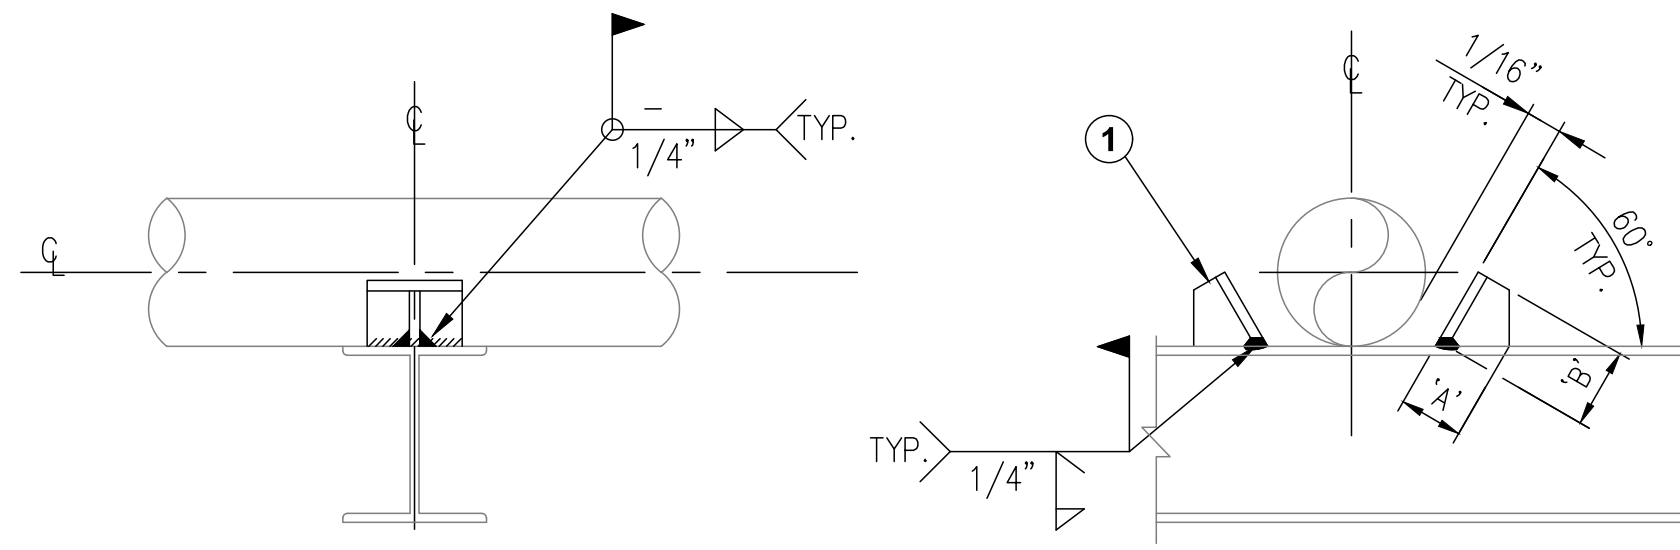 ℄
–
1/4”
TYP.
℄
℄
1/16”
TYP.
1
60°
TYP.
‘A’
‘B’
TYP.
1/4”